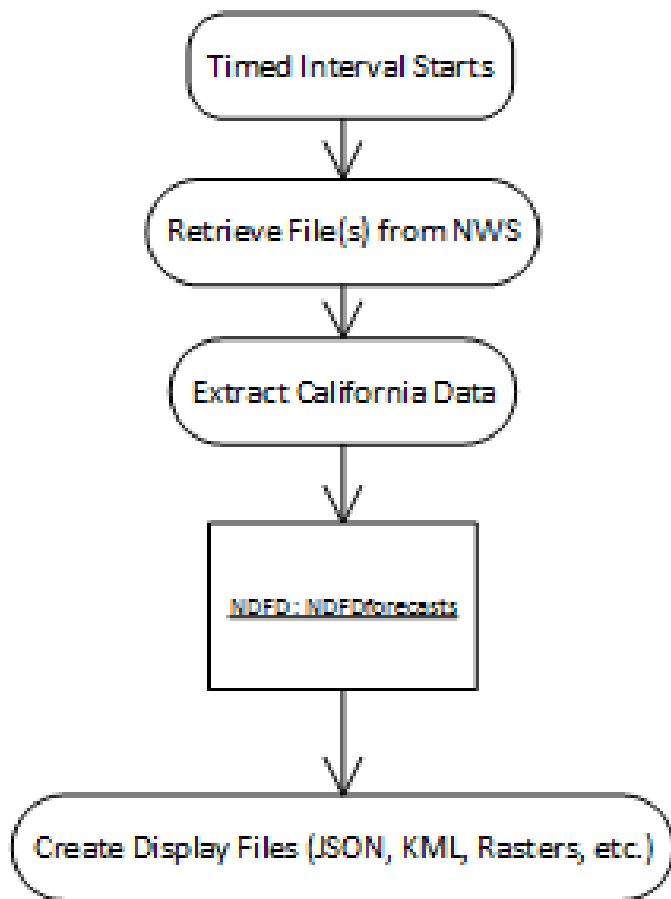 Timed Interval Starts
Retrieve File(s) from NWS
Extract California Data
NDFD : NDFDforecasts
Create Display Files (JSON, KML, Rasters, etc.)